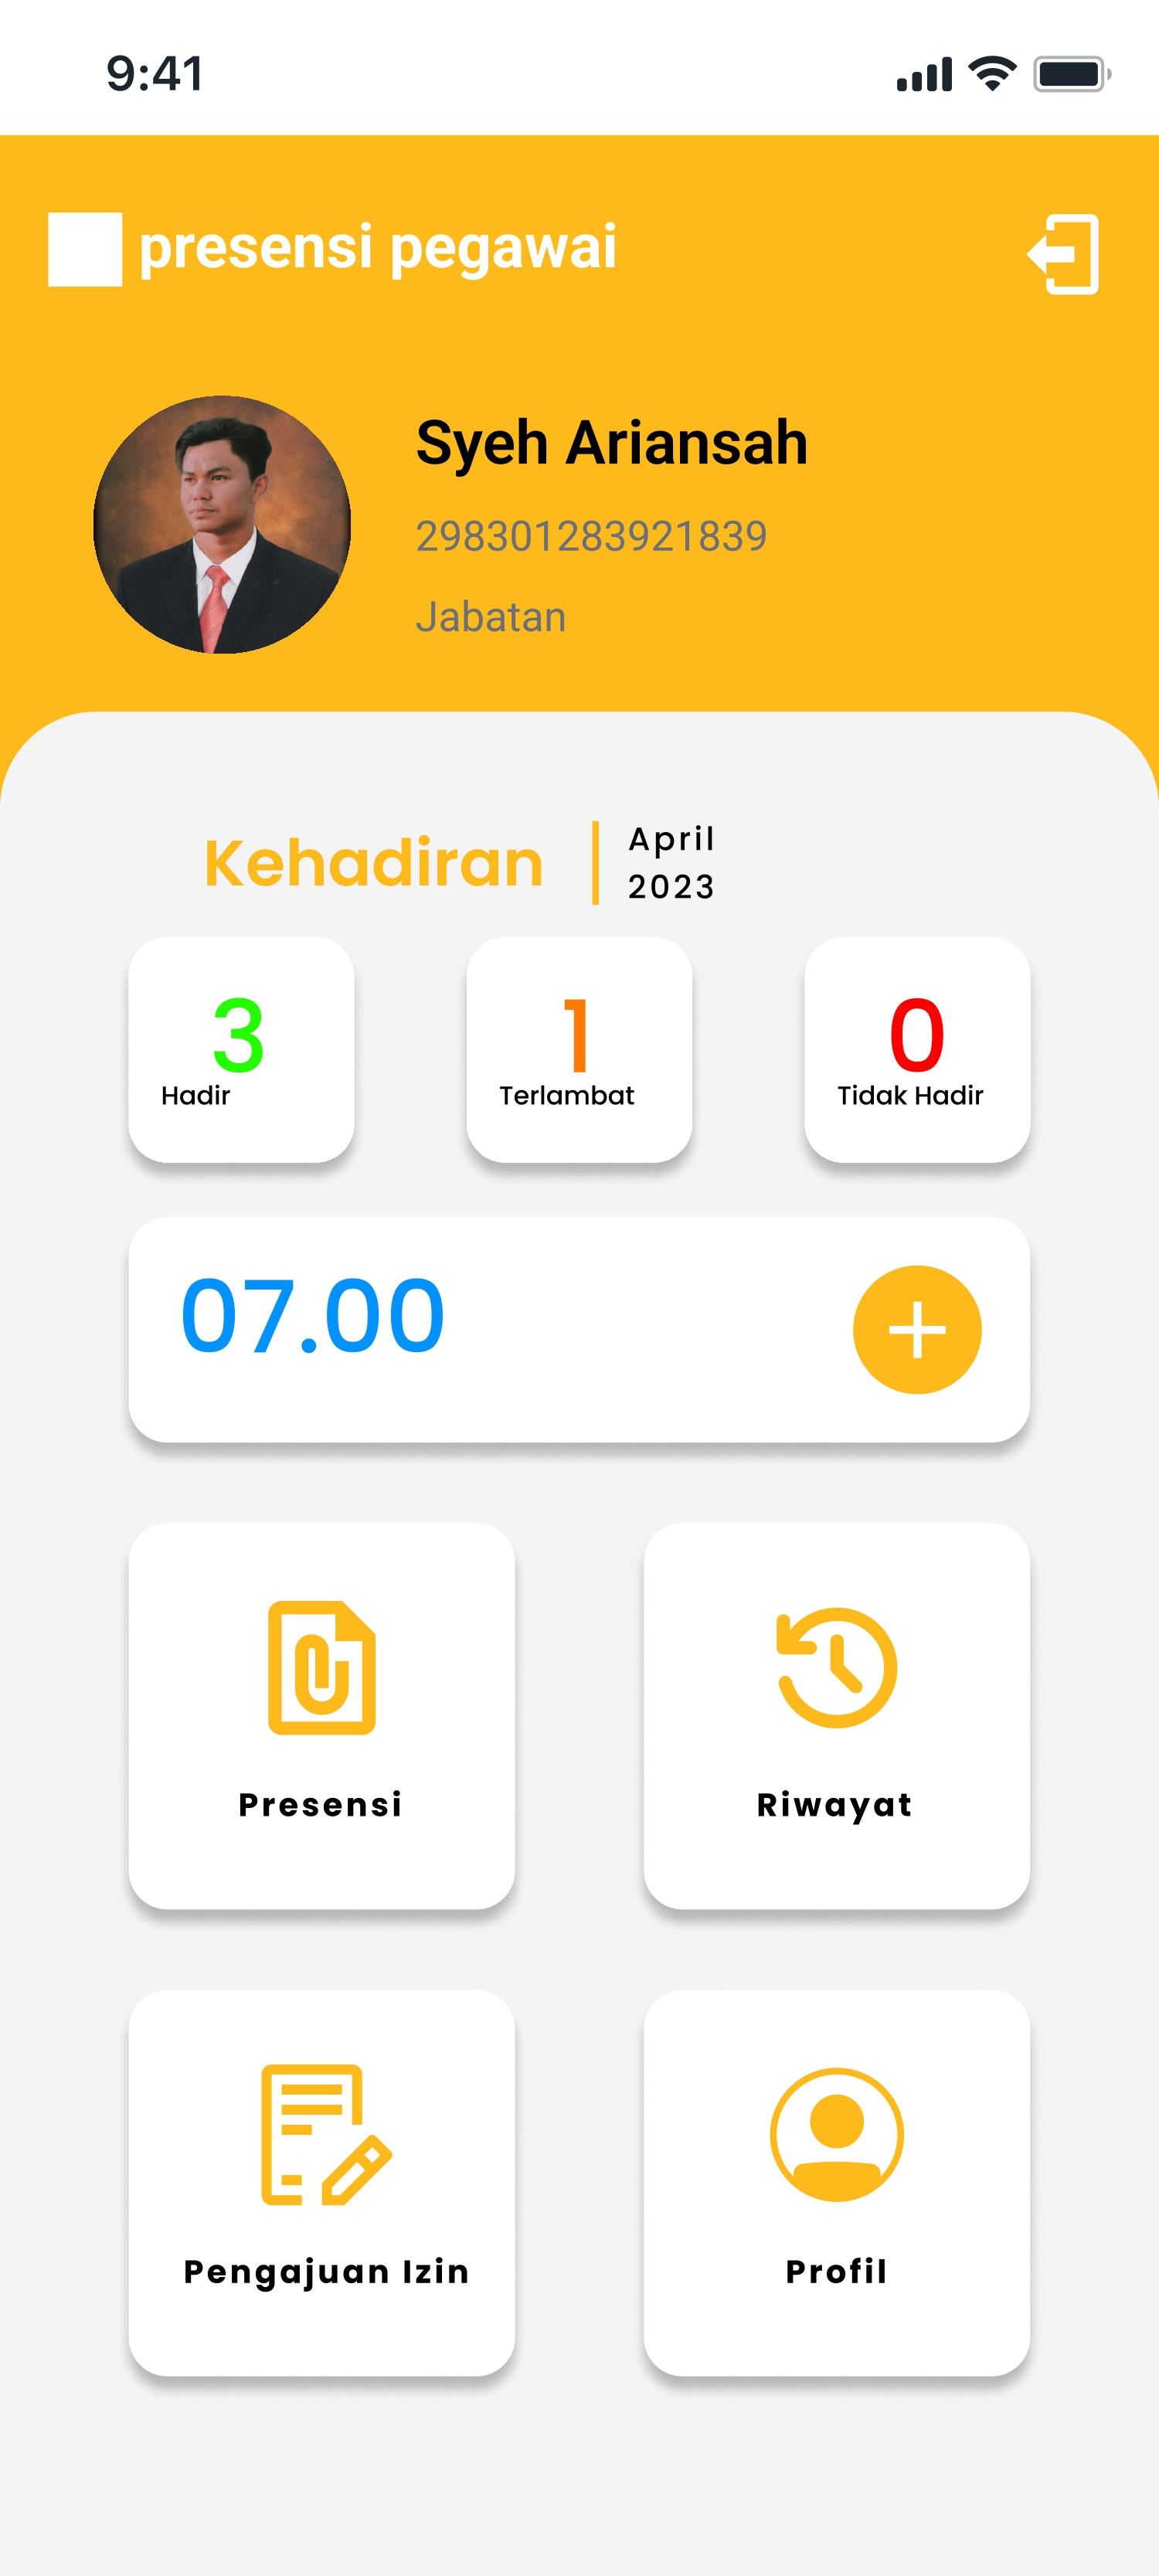 9:41
presensi pegawai
Syeh Ariansah
298301283921839
Jabatan
Kehadiran
April
2023
3
1
0
Hadir
Terlambat
Tidak Hadir
07.00
Presensi
Riwayat
Pengajuan Izin
Profil